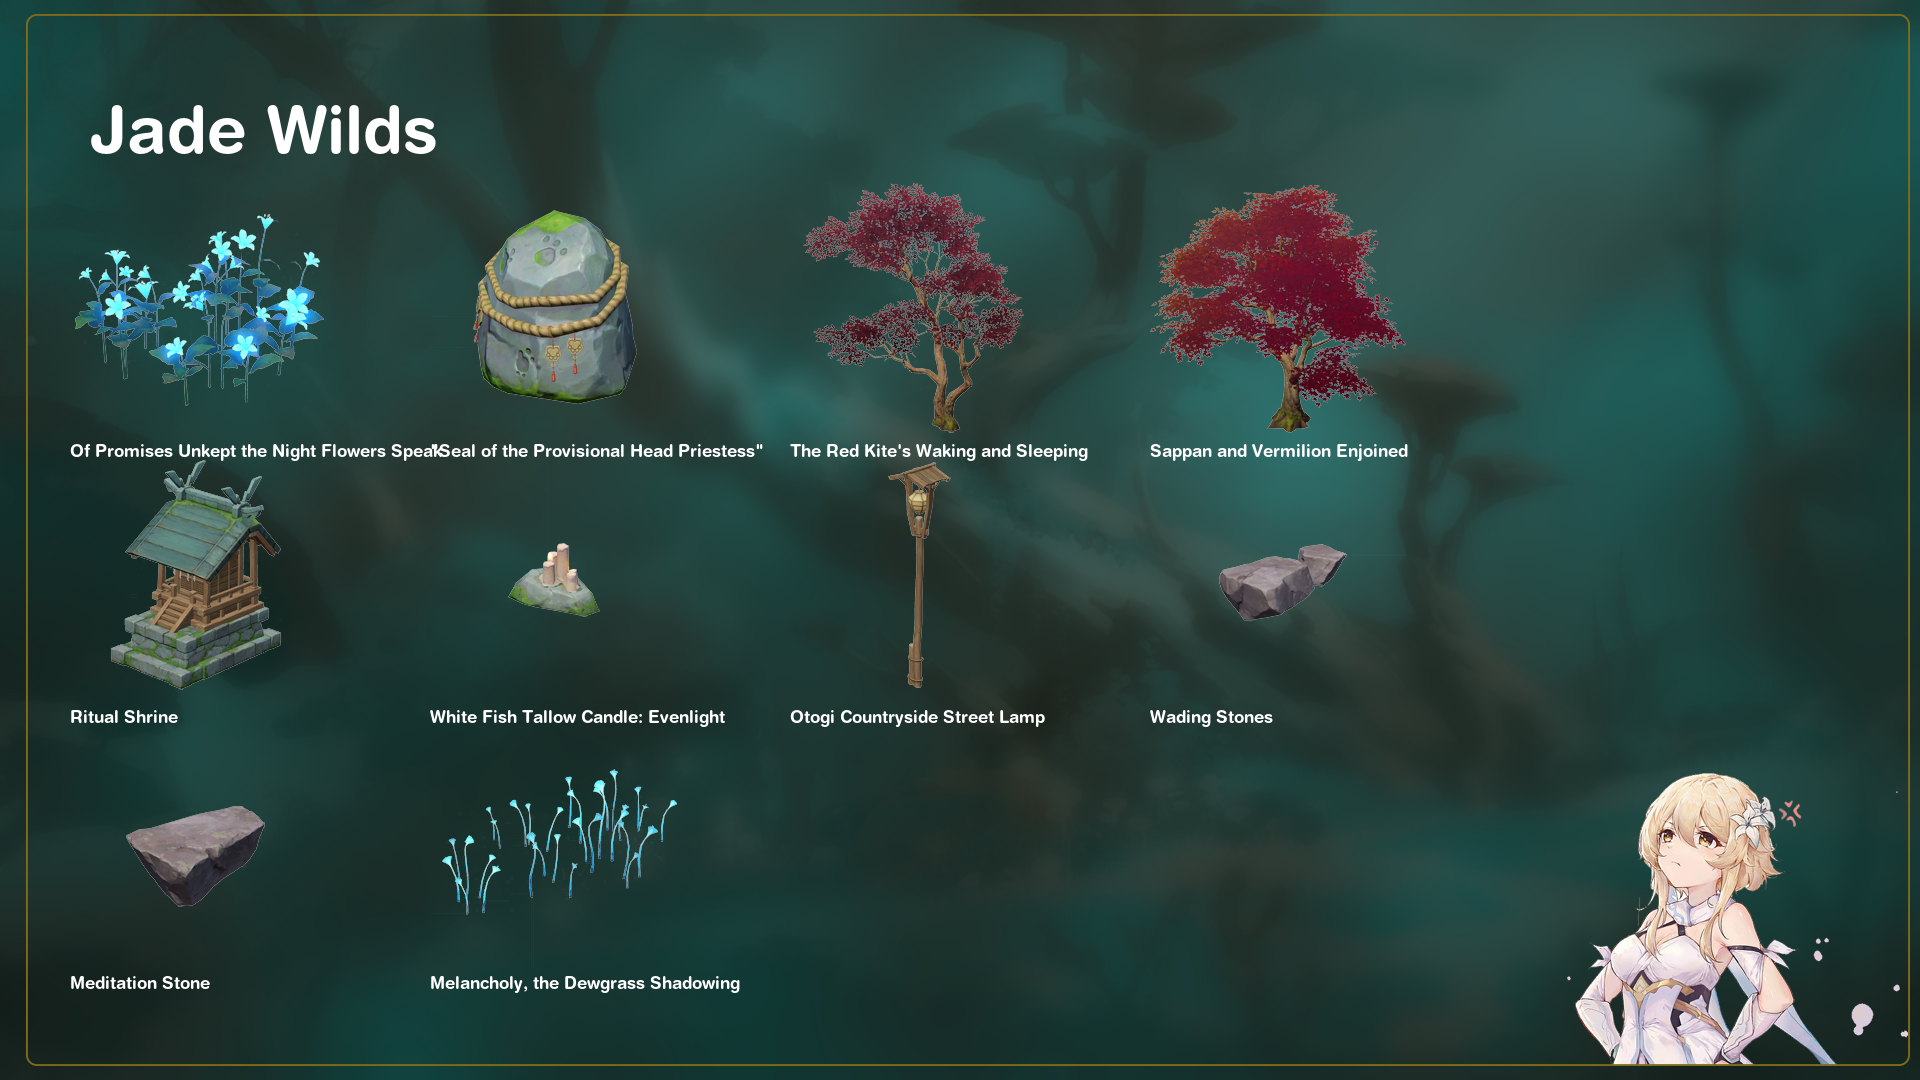 Jade Wilds
Of Promises Unkept the Night Flowers Speak
"Seal of the Provisional Head Priestess"
The Red Kite's Waking and Sleeping
Sappan and Vermilion Enjoined
Ritual Shrine
White Fish Tallow Candle: Evenlight
Otogi Countryside Street Lamp
Wading Stones
Meditation Stone
Melancholy, the Dewgrass Shadowing